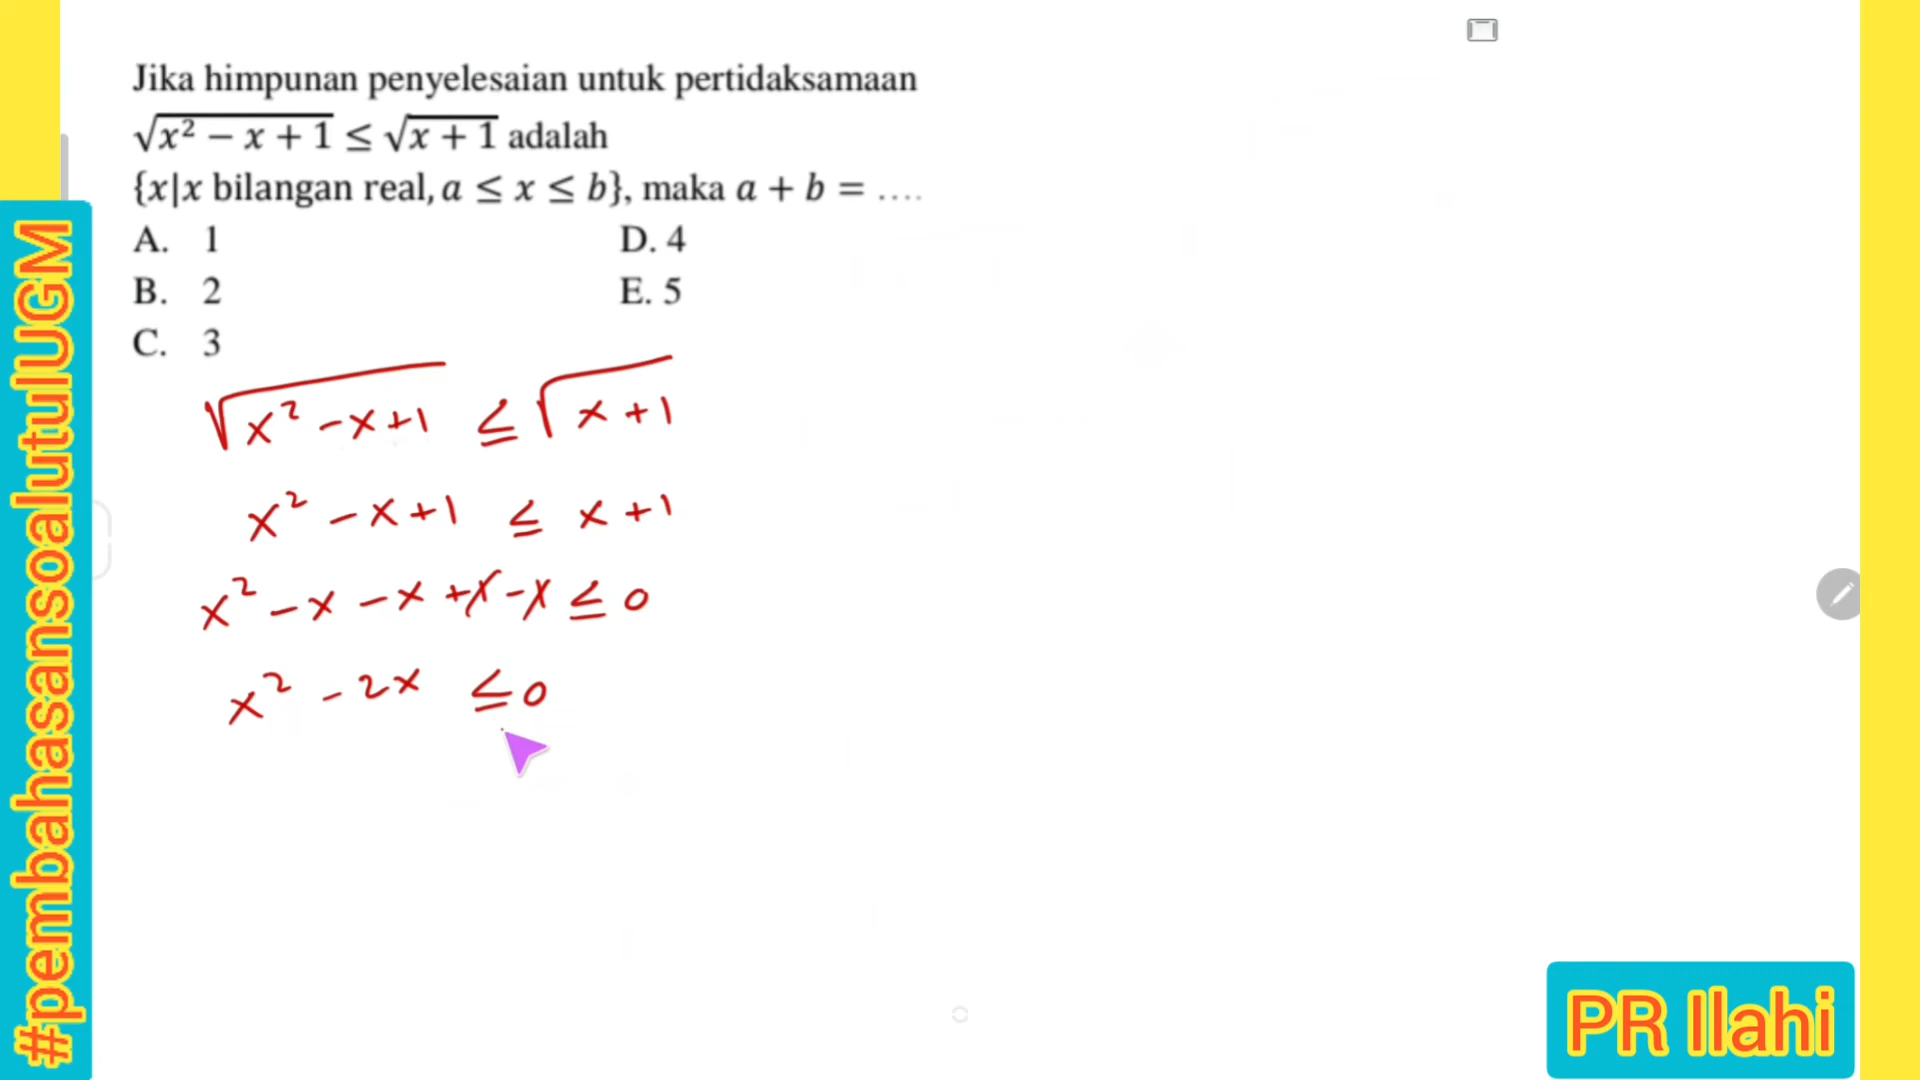 Jika himpunan penyelesaian untuk pertidaksamaan
√(x² − x + 1) ≤ √(x + 1) adalah
{x|x bilangan real, a ≤ x ≤ b}, maka a + b = ....
A. 1
B. 2
C. 3
D. 4
E. 5
√(x² − x + 1) ≤ √(x + 1)
x² − x + 1 ≤ x + 1
x² − x − x + 1 − 1 ≤ 0
x² − 2x ≤ 0
#pembahasansoalutulUGM
PR Ilahi